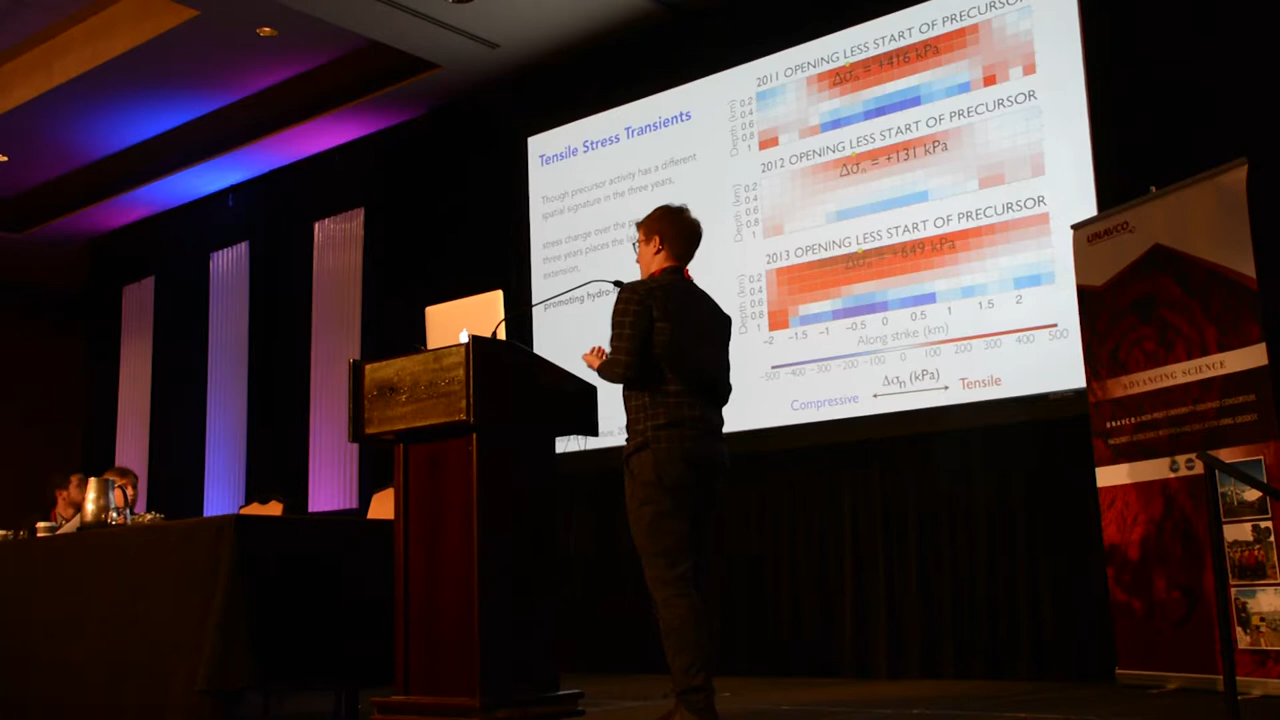 Tensile Stress Transients
Though precursor activity has a different
spatial signature in the three years,
stress change over the
three years places the
extension,
promoting
2011 OPENING LESS START OF PRECURSOR
Δσn = +416 kPa
Depth (km)
0.2
0.4
0.6
0.8
1
2012 OPENING LESS START OF PRECURSOR
Δσn = +131 kPa
Depth (km)
0.2
0.4
0.6
0.8
1
2013 OPENING LESS START OF PRECURSOR
Δσn = +649 kPa
Depth (km)
0.2
0.4
0.6
0.8
1
-2 -1.5 -1 -0.5 0 0.5 1 1.5 2
Along strike (km)
-500 -400 -300 -200 -100 0 100 200 300 400 500
Δσn (kPa)
Compressive Tensile
UNAVCO
ADVANCING SCIENCE